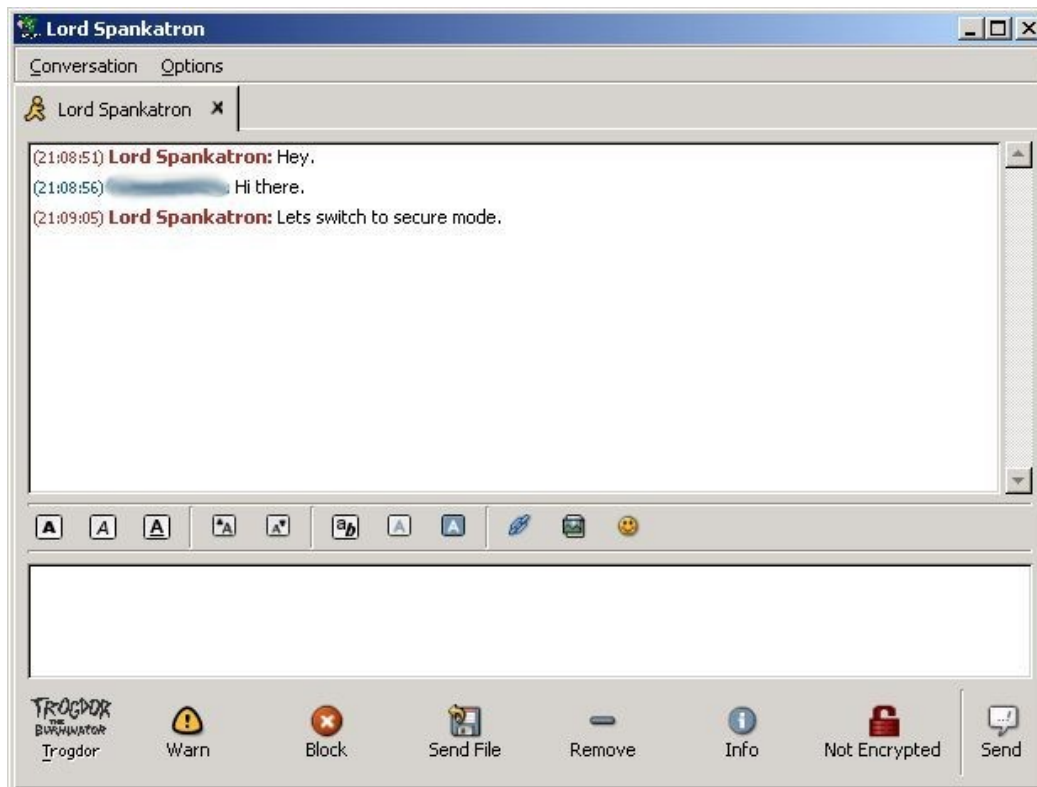 Lord Spankatron
Conversation Options
Lord Spankatron
(21:08:51) Lord Spankatron: Hey.
(21:08:56) Hi there.
(21:09:05) Lord Spankatron: Lets switch to secure mode.
TROGDOR
THE
BURNINATOR
Trogdor Warn Block Send File Remove Info Not Encrypted Send